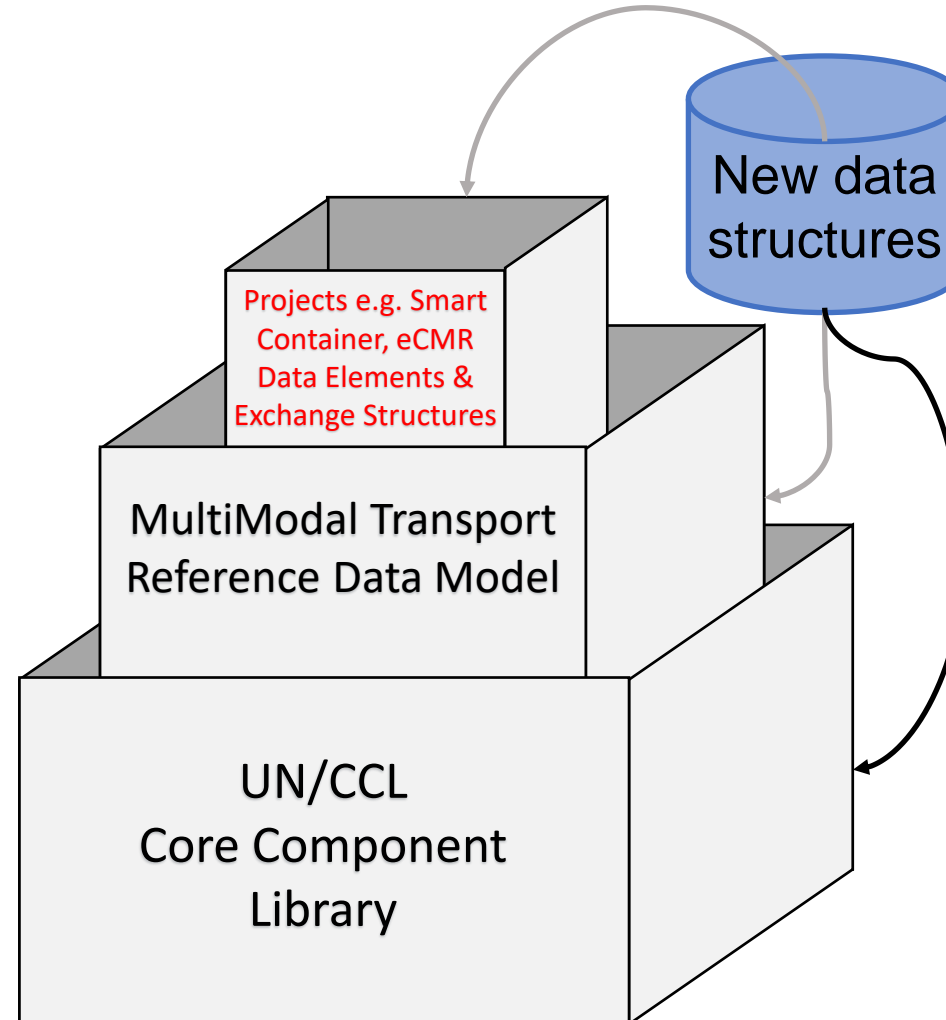 New data
structures
Projects e.g. Smart
Container, eCMR
Data Elements &
Exchange Structures
MultiModal Transport
Reference Data Model
UN/CCL
Core Component
Library